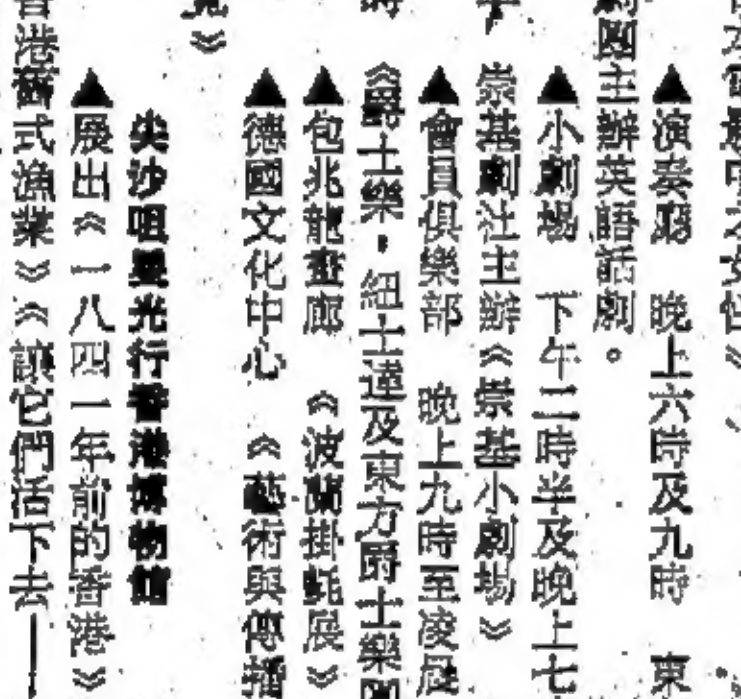 ▲演奏廳　晚上六時及九時　東
劇團主辦英語話劇。
▲小劇場　下午二時半及晚上七
崇基劇社主辦《崇基小劇場》
▲會員俱樂部　晚上九時至凌晨
時　《爵士樂，紐士達及東方爵士樂團
▲包兆龍畫廊　《波蘭掛氈展》
▲德國文化中心　《藝術與傳播
覽》
尖沙咀星光行香港博物館
▲展出《一八四一年前的香港》
香港舊式漁業》《讓它們活下去——